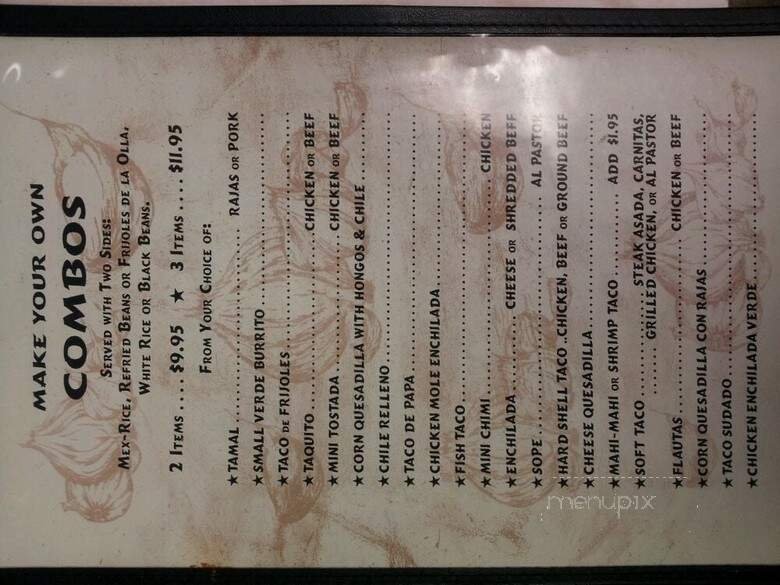 MAKE YOUR OWN
COMBOS
SERVED WITH TWO SIDES:
MEX-RICE, REFRIED BEANS OR FRIJOLES DE LA OLLA,
WHITE RICE OR BLACK BEANS.
2 ITEMS .... $9.95 ★ 3 ITEMS .... $11.95
FROM YOUR CHOICE OF:
★TAMAL .................... RAJAS OR PORK
★SMALL VERDE BURRITO ....................
★TACO DE FRIJOLES ....................
★TAQUITO .................... CHICKEN OR BEEF
★MINI TOSTADA .................... CHICKEN OR BEEF
★CORN QUESADILLA WITH HONGOS & CHILE ..........
★CHILE RELLENO ....................
★TACO DE PAPA ....................
★CHICKEN MOLE ENCHILADA ....................
★FISH TACO ....................
★MINI CHIMI .................... CHICKEN
★ENCHILADA .......... CHEESE OR SHREDDED BEEF
★SOPE .................... AL PASTOR
★HARD SHELL TACO ..CHICKEN, BEEF OR GROUND BEEF
★CHEESE QUESADILLA ....................
★MAHI-MAHI OR SHRIMP TACO .......... ADD $1.95
★SOFT TACO .......... STEAK ASADA, CARNITAS,
.......... GRILLED CHICKEN, OR AL PASTOR
★FLAUTAS .................... CHICKEN OR BEEF
★CORN QUESADILLA CON RAJAS ....................
★TACO SUDADO ....................
★CHICKEN ENCHILADA VERDE ....................
menupix